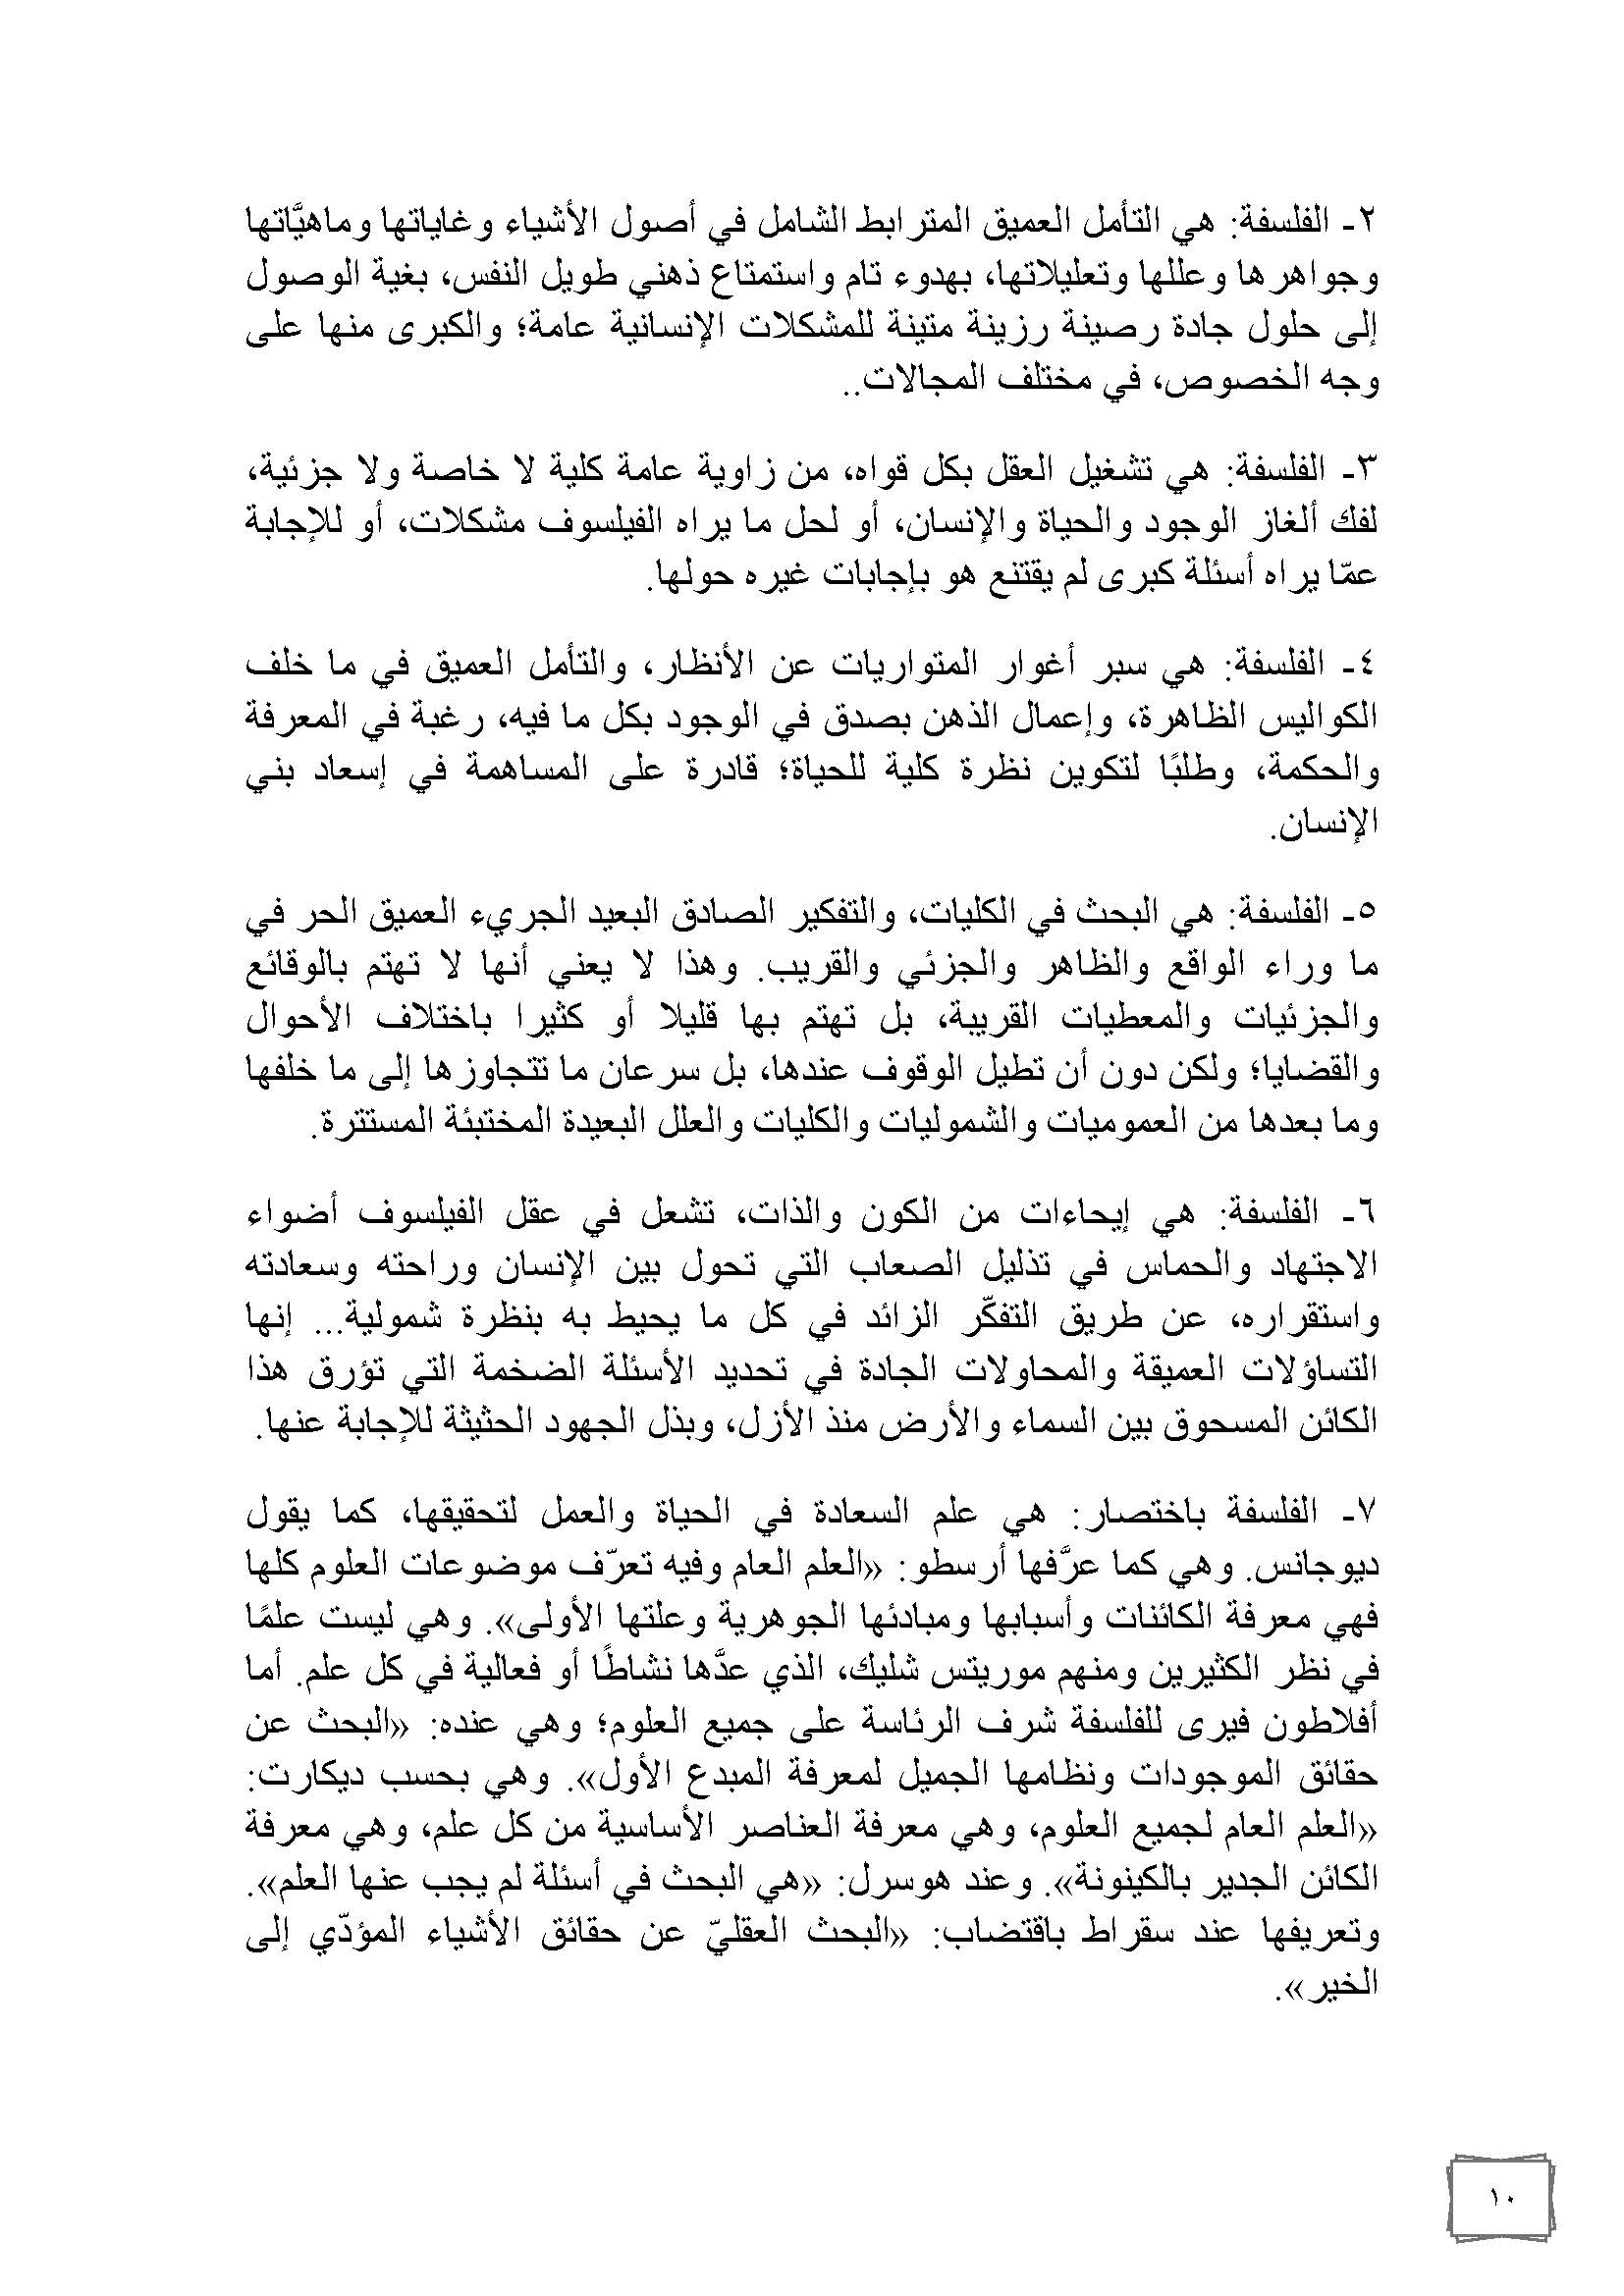 ٢- الفلسفة: هي التأمل العميق المترابط الشامل في أصول الأشياء وغاياتها وماهيَّاتها
وجواهرها وعللها وتعليلاتها، بهدوء تام واستمتاع ذهني طويل النفس، بغية الوصول
إلى حلول جادة رصينة رزينة متينة للمشكلات الإنسانية عامة؛ والكبرى منها على
وجه الخصوص، في مختلف المجالات..
٣- الفلسفة: هي تشغيل العقل بكل قواه، من زاوية عامة كلية لا خاصة ولا جزئية،
لفك ألغاز الوجود والحياة والإنسان، أو لحل ما يراه الفيلسوف مشكلات، أو للإجابة
عمّا يراه أسئلة كبرى لم يقتنع هو بإجابات غيره حولها.
٤- الفلسفة: هي سبر أغوار المتواريات عن الأنظار، والتأمل العميق في ما خلف
الكواليس الظاهرة، وإعمال الذهن بصدق في الوجود بكل ما فيه، رغبة في المعرفة
والحكمة، وطلبًا لتكوين نظرة كلية للحياة؛ قادرة على المساهمة في إسعاد بني
الإنسان.
٥- الفلسفة: هي البحث في الكليات، والتفكير الصادق البعيد الجريء العميق الحر في
ما وراء الواقع والظاهر والجزئي والقريب. وهذا لا يعني أنها لا تهتم بالوقائع
والجزئيات والمعطيات القريبة، بل تهتم بها قليلا أو كثيرا باختلاف الأحوال
والقضايا؛ ولكن دون أن تطيل الوقوف عندها، بل سرعان ما تتجاوزها إلى ما خلفها
وما بعدها من العموميات والشموليات والكليات والعلل البعيدة المختبئة المستترة.
٦- الفلسفة: هي إيحاءات من الكون والذات، تشعل في عقل الفيلسوف أضواء
الاجتهاد والحماس في تذليل الصعاب التي تحول بين الإنسان وراحته وسعادته
واستقراره، عن طريق التفكّر الزائد في كل ما يحيط به بنظرة شمولية... إنها
التساؤلات العميقة والمحاولات الجادة في تحديد الأسئلة الضخمة التي تؤرق هذا
الكائن المسحوق بين السماء والأرض منذ الأزل، وبذل الجهود الحثيثة للإجابة عنها.
٧- الفلسفة باختصار: هي علم السعادة في الحياة والعمل لتحقيقها، كما يقول
ديوجانس. وهي كما عرَّفها أرسطو: «العلم العام وفيه تعرّف موضوعات العلوم كلها
فهي معرفة الكائنات وأسبابها ومبادئها الجوهرية وعلتها الأولى». وهي ليست علمًا
في نظر الكثيرين ومنهم موريتس شليك، الذي عدَّها نشاطًا أو فعالية في كل علم. أما
أفلاطون فيرى للفلسفة شرف الرئاسة على جميع العلوم؛ وهي عنده: «البحث عن
حقائق الموجودات ونظامها الجميل لمعرفة المبدع الأول». وهي بحسب ديكارت:
«العلم العام لجميع العلوم، وهي معرفة العناصر الأساسية من كل علم، وهي معرفة
الكائن الجدير بالكينونة». وعند هوسرل: «هي البحث في أسئلة لم يجب عنها العلم».
وتعريفها عند سقراط باقتضاب: «البحث العقليّ عن حقائق الأشياء المؤدّي إلى
الخير».
١٠